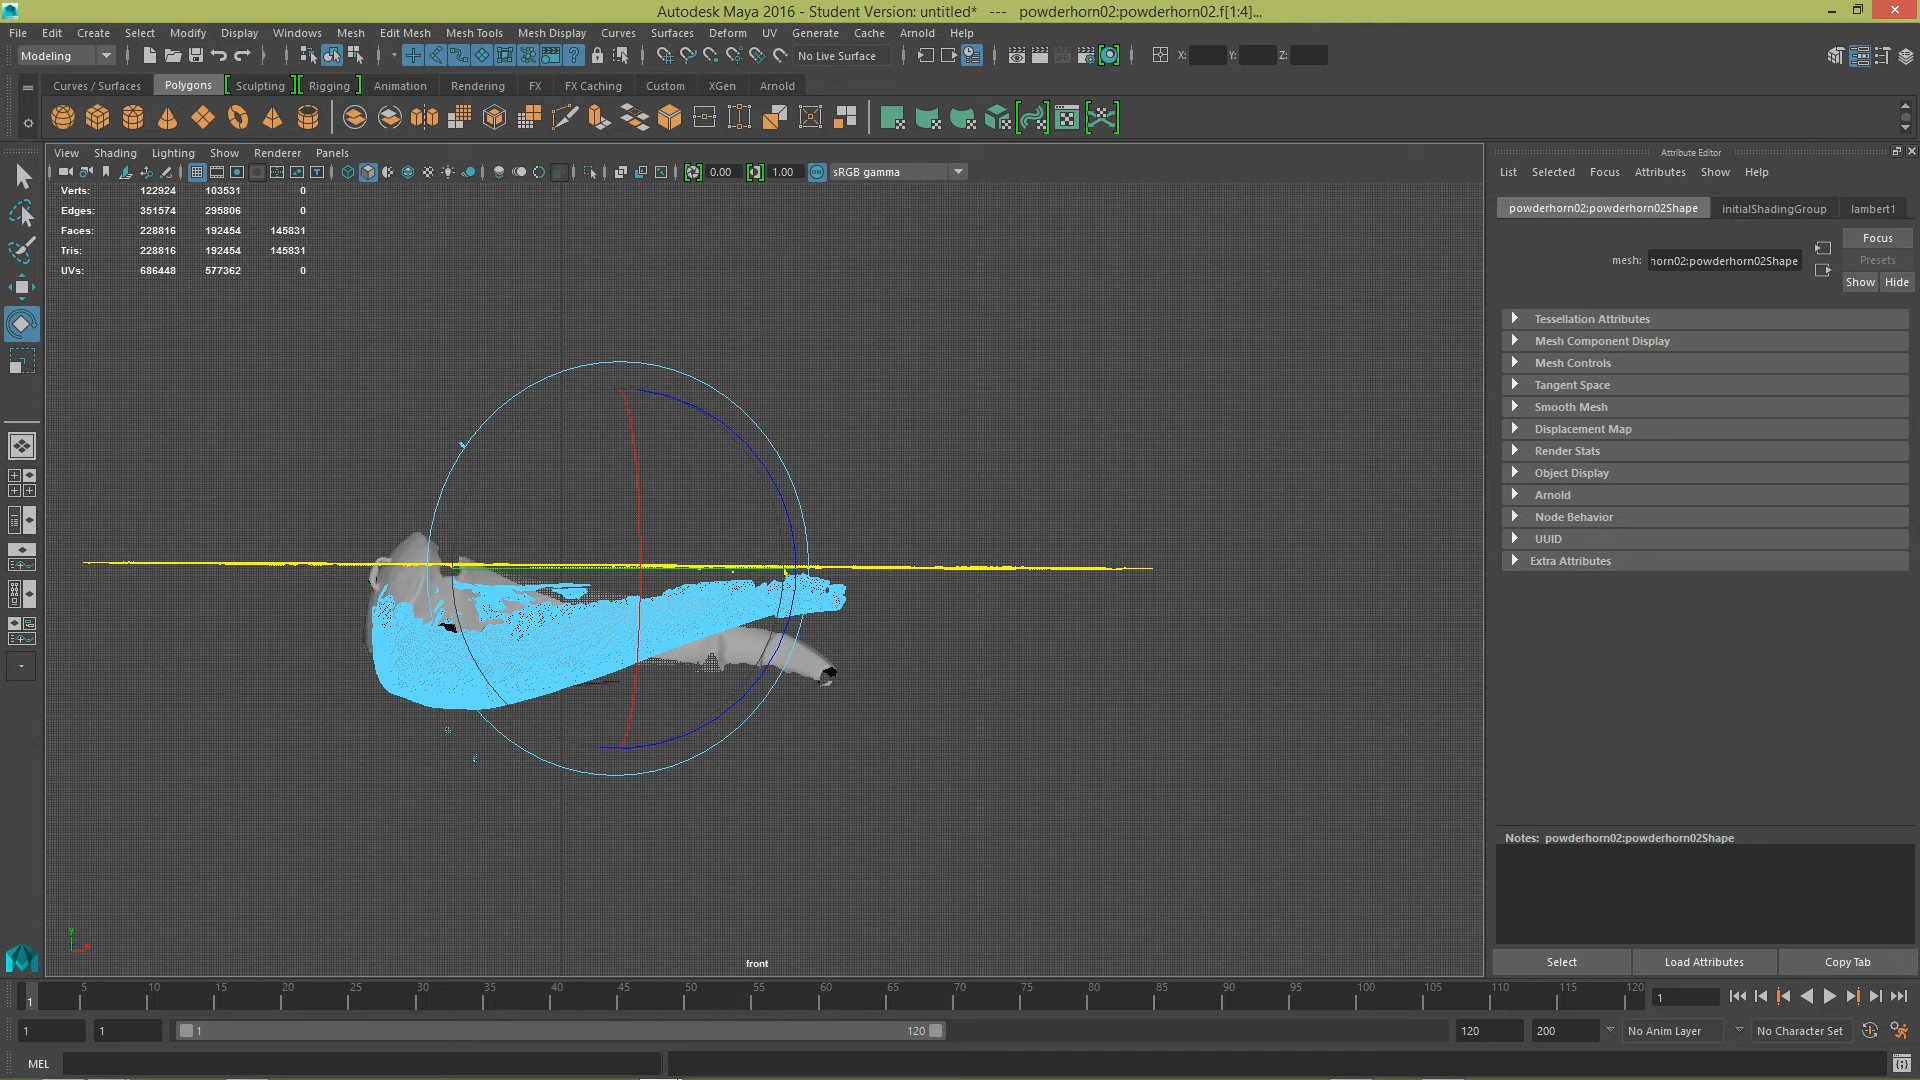 Autodesk Maya 2016 - Student Version: untitled* --- powderhorn02:powderhorn02.f[1:4]...
File Edit Create Select Modify Display Windows Mesh Edit Mesh Mesh Tools Mesh Display Curves Surfaces Deform UV Generate Cache Arnold Help
Modeling No Live Surface X: Y: Z:
Curves / Surfaces Polygons Sculpting Rigging Animation Rendering FX FX Caching Custom XGen Arnold
View Shading Lighting Show Renderer Panels
0.00 1.00 ON sRGB gamma
Verts: 122924 103531 0
Edges: 351574 295806 0
Faces: 228816 192454 145831
Tris: 228816 192454 145831
UVs: 686448 577362 0
y
x
front
Attribute Editor
List Selected Focus Attributes Show Help
powderhorn02:powderhorn02Shape initialShadingGroup lambert1
Focus
mesh: horn02:powderhorn02Shape
Presets
Show Hide
Tessellation Attributes
Mesh Component Display
Mesh Controls
Tangent Space
Smooth Mesh
Displacement Map
Render Stats
Object Display
Arnold
Node Behavior
UUID
Extra Attributes
Notes: powderhorn02:powderhorn02Shape
Select Load Attributes Copy Tab
1 5 10 15 20 25 30 35 40 45 50 55 60 65 70 75 80 85 90 95 100 105 110 115 120 1
1 1 1 120 120 200 No Anim Layer No Character Set
MEL